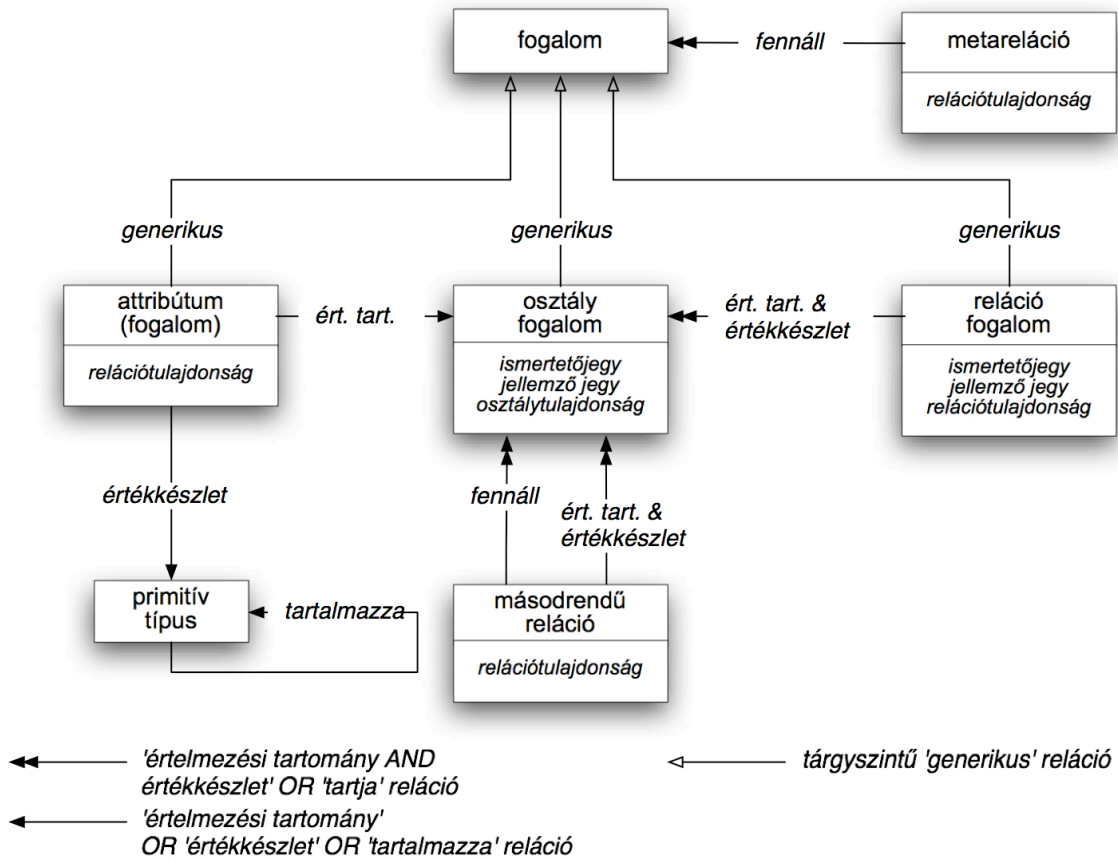 fogalom
fennáll
metareláció
relációtulajdonság
generikus
generikus
generikus
attribútum
(fogalom)
relációtulajdonság
ért. tart.
osztály
fogalom
ismertetőjegy
jellemző jegy
osztálytulajdonság
ért. tart. &
értékkészlet
reláció
fogalom
ismertetőjegy
jellemző jegy
relációtulajdonság
értékkészlet
fennáll
ért. tart. &
értékkészlet
primitív
típus
tartalmazza
másodrendű
reláció
relációtulajdonság
'értelmezési tartomány AND
értékkészlet' OR 'tartja' reláció
tárgyszintű 'generikus' reláció
'értelmezési tartomány'
OR 'értékkészlet' OR 'tartalmazza' reláció